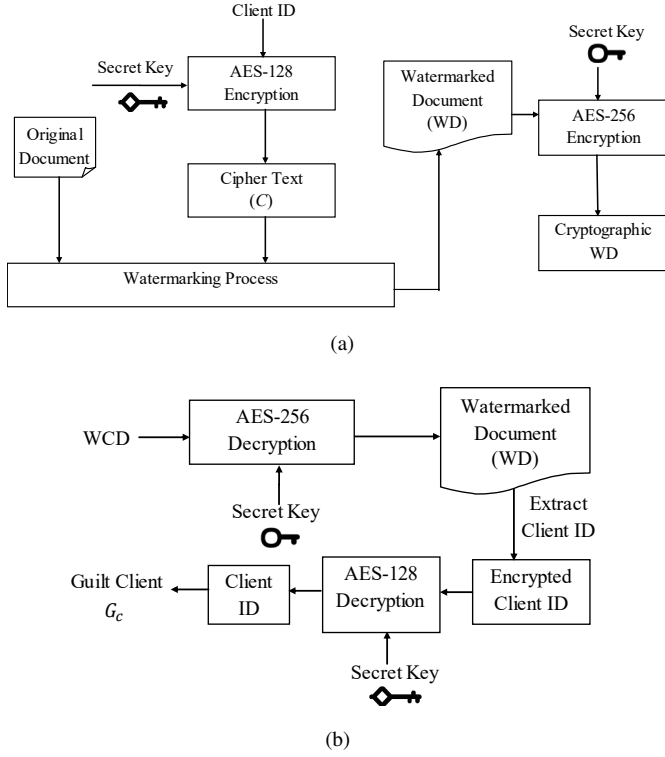 Client ID
Secret Key
AES-128
Encryption
Original
Document
Cipher Text
(C)
Watermarking Process
Watermarked
Document
(WD)
Secret Key
AES-256
Encryption
Cryptographic
WD
(a)
WCD
AES-256
Decryption
Secret Key
Watermarked
Document
(WD)
Extract
Client ID
Encrypted
Client ID
AES-128
Decryption
Secret Key
Client
ID
Guilt Client
G_c
(b)